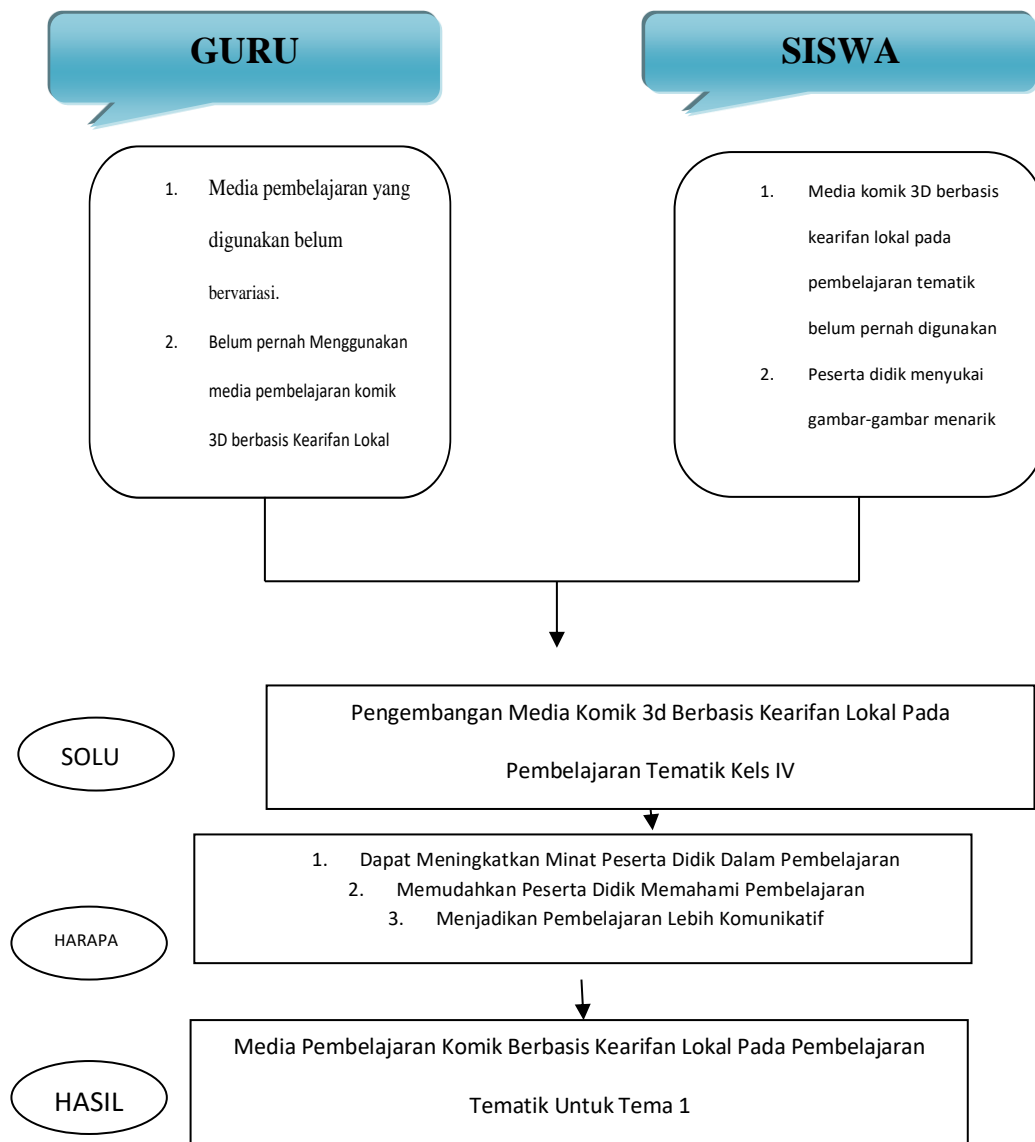 GURU
SISWA
1. Media pembelajaran yang
digunakan belum
bervariasi.
2. Belum pernah Menggunakan
media pembelajaran komik
3D berbasis Kearifan Lokal
1. Media komik 3D berbasis
kearifan lokal pada
pembelajaran tematik
belum pernah digunakan
2. Peserta didik menyukai
gambar-gambar menarik
SOLU
Pengembangan Media Komik 3d Berbasis Kearifan Lokal Pada
Pembelajaran Tematik Kels IV
HARAPA
1. Dapat Meningkatkan Minat Peserta Didik Dalam Pembelajaran
2. Memudahkan Peserta Didik Memahami Pembelajaran
3. Menjadikan Pembelajaran Lebih Komunikatif
HASIL
Media Pembelajaran Komik Berbasis Kearifan Lokal Pada Pembelajaran
Tematik Untuk Tema 1